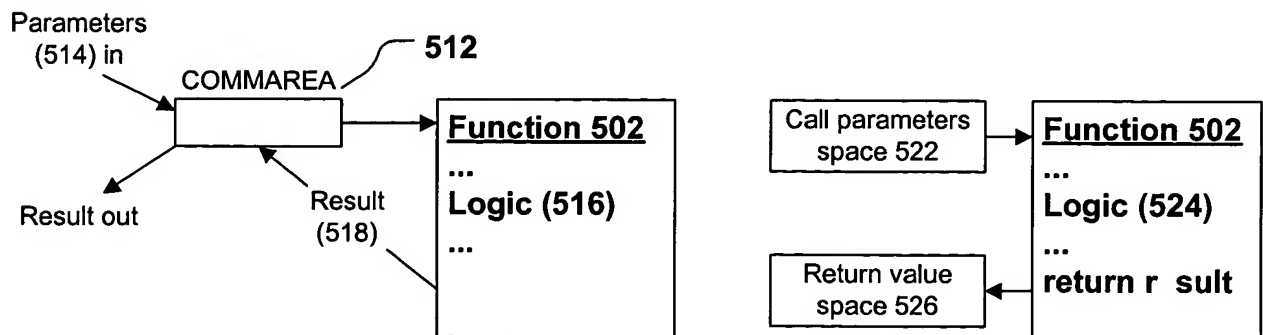 Parameters
(514) in
512
COMMAREA
Function 502
...
Logic (516)
...
Result out
Result
(518)
Call parameters
space 522
Function 502
...
Logic (524)
...
return r sult
Return value
space 526